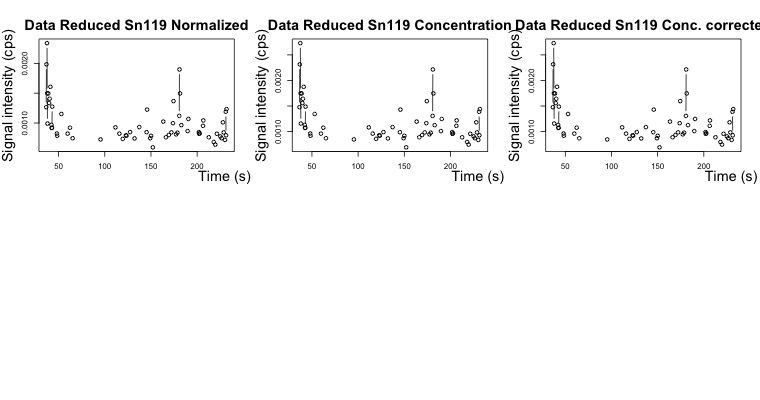 Data Reduced Sn119 Normalized
Signal intensity (cps)
0.0020
0.0010
50
100
150
200
Time (s)
Data Reduced Sn119 Concentration
Signal intensity (cps)
0.0020
0.0010
50
100
150
200
Time (s)
Data Reduced Sn119 Conc. correcte
Signal intensity (cps)
0.0020
0.0010
50
100
150
200
Time (s)